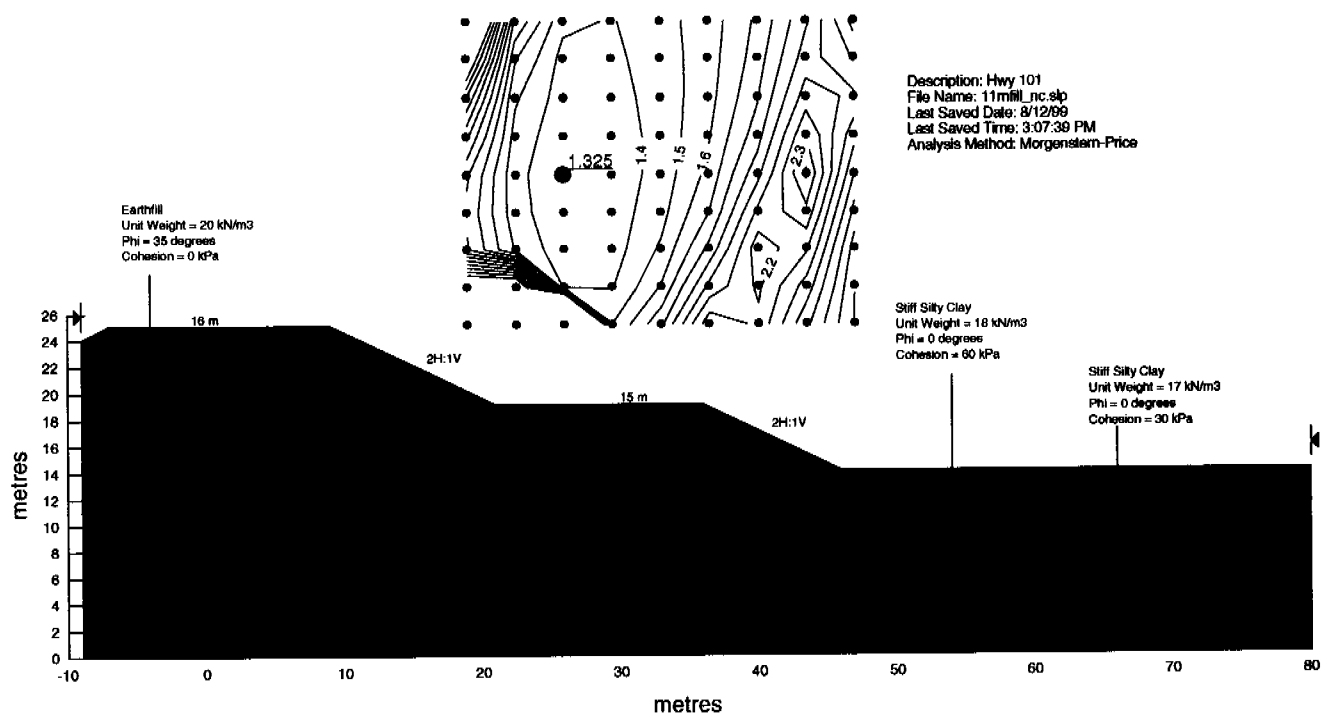 Description: Hwy 101
File Name: 11mfill_nc.slp
Last Saved Date: 8/12/99
Last Saved Time: 3:07:39 PM
Analysis Method: Morgenstern-Price
1.325
1.4
1.5
1.6
2.3
2.2
Earthfill
Unit Weight = 20 kN/m3
Phi = 35 degrees
Cohesion = 0 kPa
Stiff Silty Clay
Unit Weight = 18 kN/m3
Phi = 0 degrees
Cohesion = 60 kPa
Stiff Silty Clay
Unit Weight = 17 kN/m3
Phi = 0 degrees
Cohesion = 30 kPa
16 m
2H:1V
15 m
2H:1V
metres
26
24
22
20
18
16
14
12
10
8
6
4
2
0
-10 0 10 20 30 40 50 60 70 80
metres